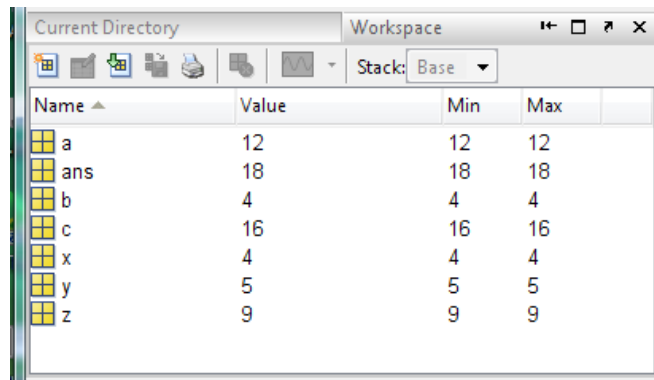 Current Directory Workspace
Stack: Base
Name Value Min Max
a 12 12 12
ans 18 18 18
b 4 4 4
c 16 16 16
x 4 4 4
y 5 5 5
z 9 9 9